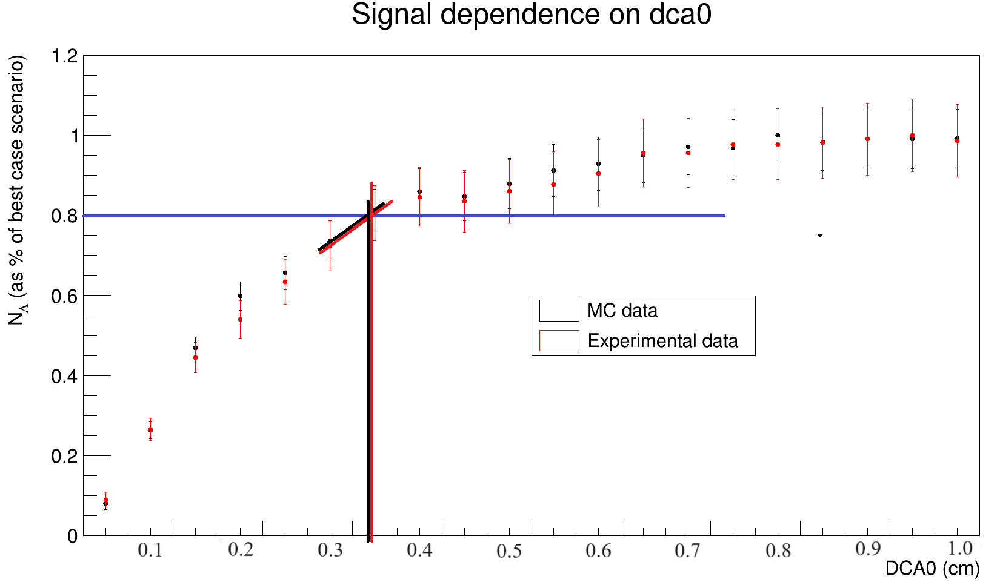 Signal dependence on dca0
N_Λ (as % of best case scenario)
1.2
1
0.8
0.6
0.4
0.2
0
MC data
Experimental data
0.1 0.2 0.3 0.4 0.5 0.6 0.7 0.8 0.9 1.0
DCA0 (cm)